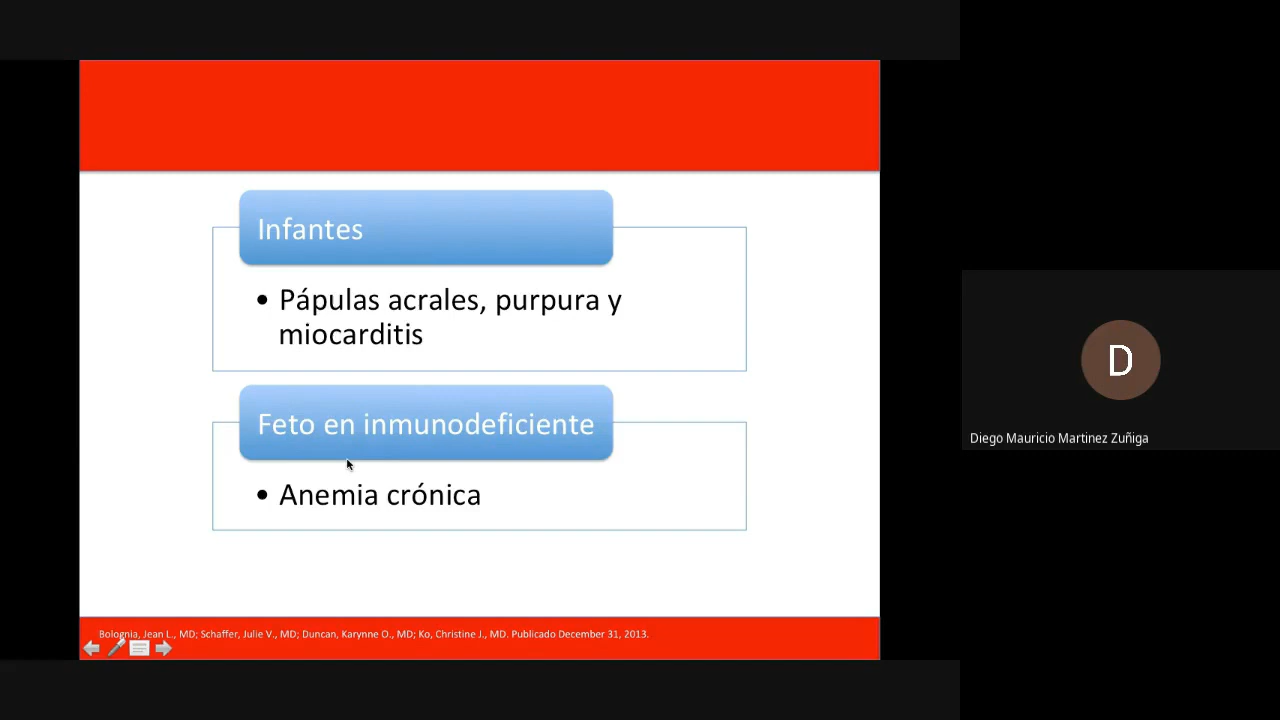 Infantes
• Pápulas acrales, purpura y
miocarditis
Feto en inmunodeficiente
• Anemia crónica
Bolognia, Jean L., MD; Schaffer, Julie V., MD; Duncan, Karynne O., MD; Ko, Christine J., MD. Publicado December 31, 2013.
D
Diego Mauricio Martinez Zuñiga